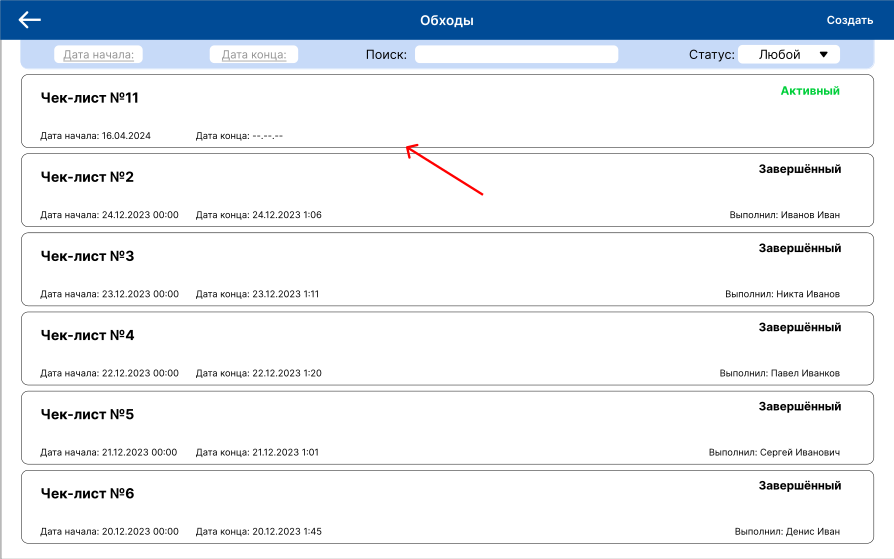 Обходы Создать
Дата начала: Дата конца: Поиск: Статус: Любой
Чек-лист №11 Активный
Дата начала: 16.04.2024 Дата конца: --.--.--
Чек-лист №2 Завершённый
Дата начала: 24.12.2023 00:00 Дата конца: 24.12.2023 1:06 Выполнил: Иванов Иван
Чек-лист №3 Завершённый
Дата начала: 23.12.2023 00:00 Дата конца: 23.12.2023 1:11 Выполнил: Никта Иванов
Чек-лист №4 Завершённый
Дата начала: 22.12.2023 00:00 Дата конца: 22.12.2023 1:20 Выполнил: Павел Иванков
Чек-лист №5 Завершённый
Дата начала: 21.12.2023 00:00 Дата конца: 21.12.2023 1:01 Выполнил: Сергей Иванович
Чек-лист №6 Завершённый
Дата начала: 20.12.2023 00:00 Дата конца: 20.12.2023 1:45 Выполнил: Денис Иван